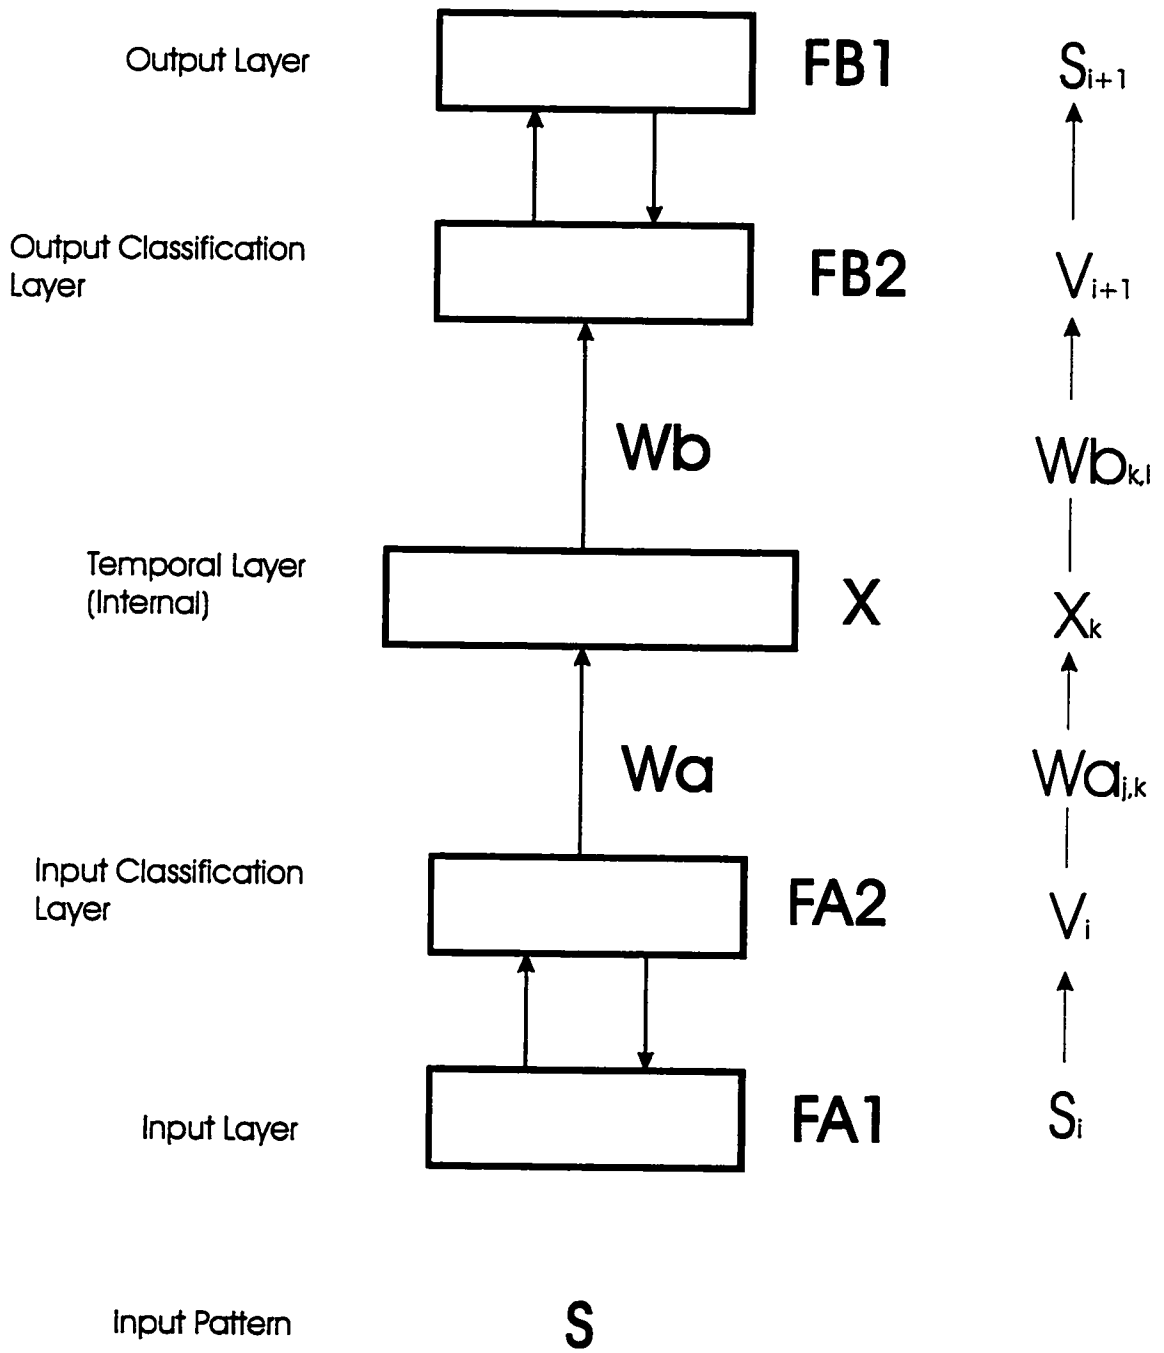 Output Layer FB1 Si+1
Output Classification
Layer
FB2 Vi+1
Wb Wbk,l
Temporal Layer
(Internal)
X Xk
Wa Waj,k
Input Classification
Layer
FA2 Vi
Input Layer FA1 Si
Input Pattern S